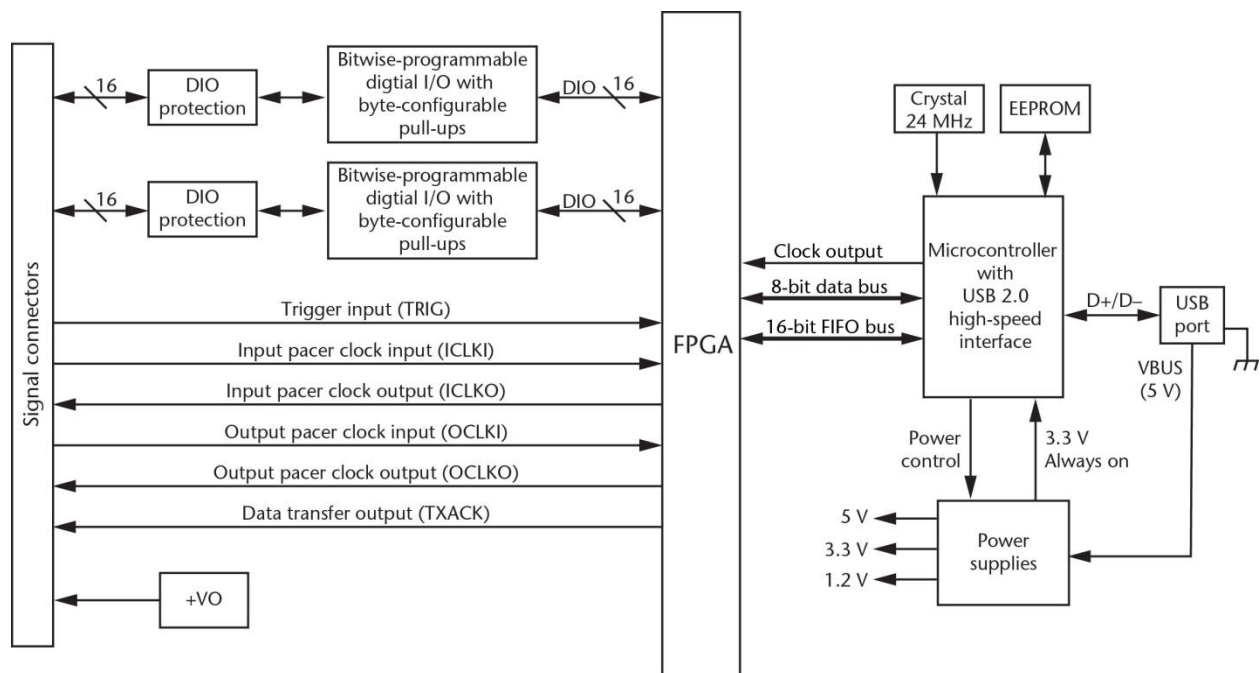 Signal connectors
16
DIO
protection
Bitwise-programmable
digtial I/O with
byte-configurable
pull-ups
DIO
16
16
DIO
protection
Bitwise-programmable
digtial I/O with
byte-configurable
pull-ups
DIO
16
Trigger input (TRIG)
Input pacer clock input (ICLKI)
Input pacer clock output (ICLKO)
Output pacer clock input (OCLKI)
Output pacer clock output (OCLKO)
Data transfer output (TXACK)
+VO
FPGA
Crystal
24 MHz
EEPROM
Clock output
8-bit data bus
16-bit FIFO bus
Microcontroller
with
USB 2.0
high-speed
interface
D+/D–
USB
port
VBUS
(5 V)
Power
control
3.3 V
Always on
5 V
3.3 V
1.2 V
Power
supplies